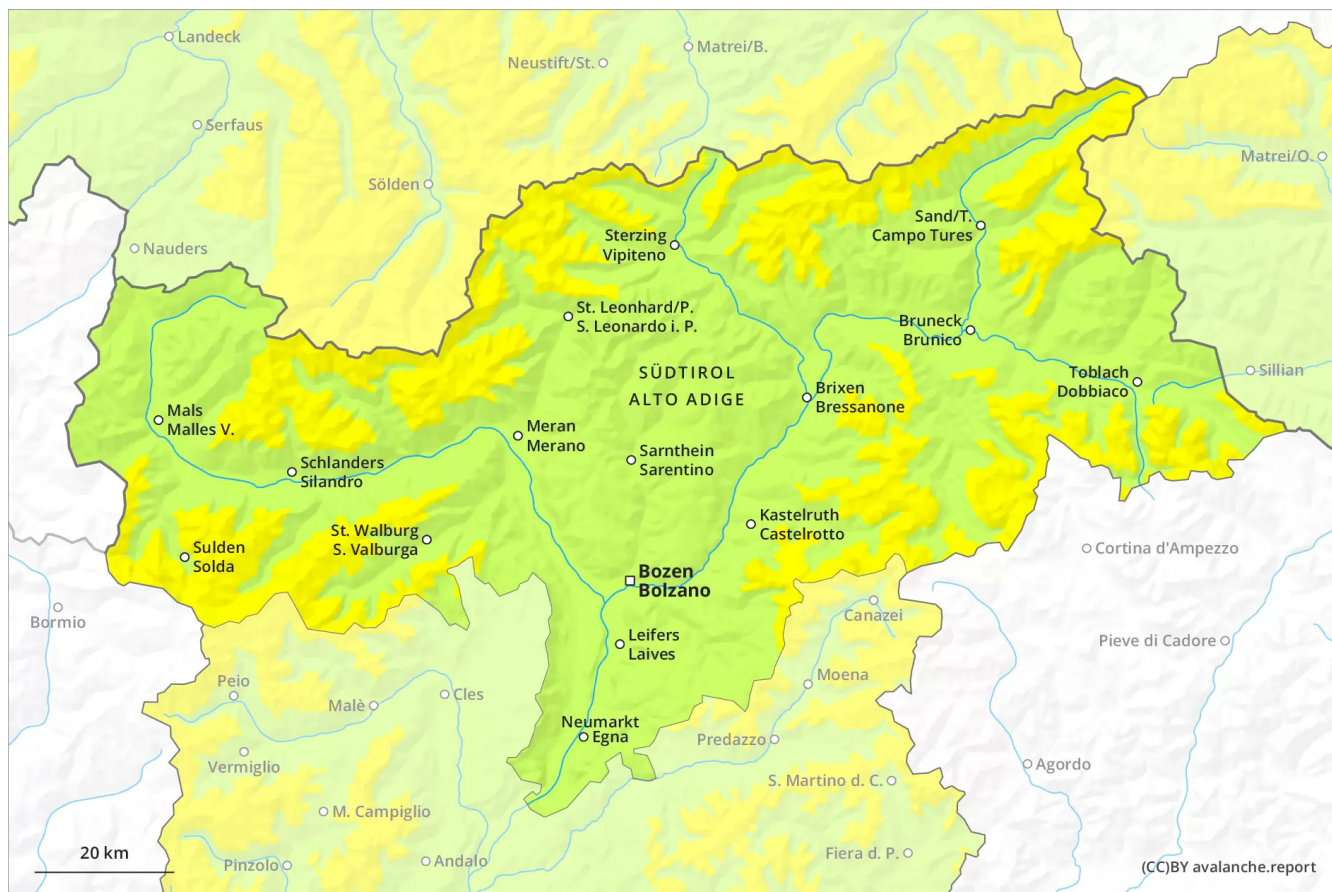 Landeck
Matrei/B.
Neustift/St.
Serfaus
Matrei/O.
Sölden
Sand/T.
Campo Tures
Sterzing
Vipiteno
Nauders
St. Leonhard/P.
S. Leonardo i. P.
Bruneck
Brunico
SÜDTIROL
ALTO ADIGE
Toblach
Dobbiaco
Sillian
Brixen
Bressanone
Mals
Malles V.
Meran
Merano
Sarnthein
Sarentino
Schlanders
Silandro
Kastelruth
Castelrotto
St. Walburg
S. Valburga
Sulden
Solda
Cortina d'Ampezzo
Bozen
Bolzano
Bormio
Canazei
Leifers
Laives
Pieve di Cadore
Moena
Peio
Cles
Malè
Neumarkt
Egna
Predazzo
Vermiglio
Agordo
S. Martino d. C.
M. Campiglio
20 km
Andalo
Fiera d. P.
Pinzolo
(CC)BY avalanche.report